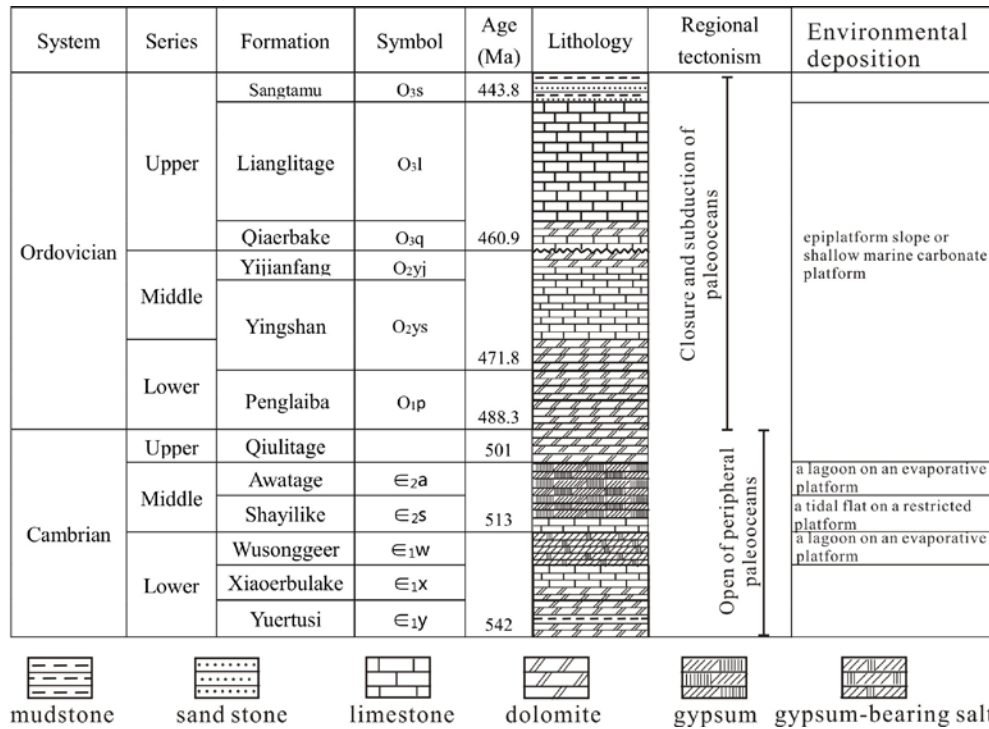 System Series Formation Symbol Age (Ma) Lithology Regional tectonism Environmental deposition
Sangtamu O3s 443.8
Upper Lianglitage O3l
Qiaerbake O3q 460.9
Ordovician
Yijianfang O2yj
Middle
Yingshan O2ys 471.8
Lower
Penglaiba O1p 488.3
Closure and subduction of
paleooceans
epiplatform slope or
shallow marine carbonate
platform
Upper Qiulitage 501
Middle Awatage ∈2a
Shayilike ∈2s 513
Cambrian
Wusonggeer ∈1w
Lower Xiaoerbulake ∈1x
Yuertusi ∈1y 542
Open of peripheral
paleooceans
a lagoon on an evaporative
platform
a tidal flat on a restricted
platform
a lagoon on an evaporative
platform
mudstone sand stone limestone dolomite gypsum gypsum-bearing salt